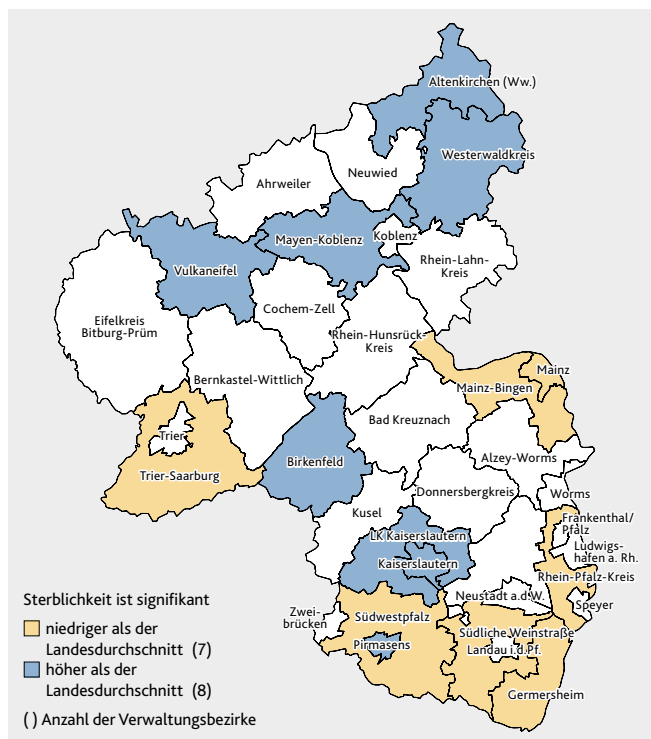 Altenkirchen (Ww.)
Westerwaldkreis
Neuwied
Ahrweiler
Mayen-Koblenz
Koblenz
Rhein-Lahn-
Kreis
Vulkaneifel
Cochem-Zell
Eifelkreis
Bitburg-Prüm
Rhein-Hunsrück-
Kreis
Mainz
Bernkastel-Wittlich
Mainz-Bingen
Bad Kreuznach
Trier
Alzey-Worms
Birkenfeld
Trier-Saarburg
Donnersbergkreis
Worms
Kusel
Frankenthal/
Pfalz
LK Kaiserslautern
Ludwigs-
hafen a. Rh.
Kaiserslautern
Rhein-Pfalz-Kreis
Neustadt a.d.W.
Speyer
Zwei-
brücken
Südwestpfalz
Südliche Weinstraße
Pirmasens
Landau i.d.Pf.
Germersheim
Sterblichkeit ist signifikant
niedriger als der
Landesdurchschnitt (7)
höher als der
Landesdurchschnitt (8)
( ) Anzahl der Verwaltungsbezirke